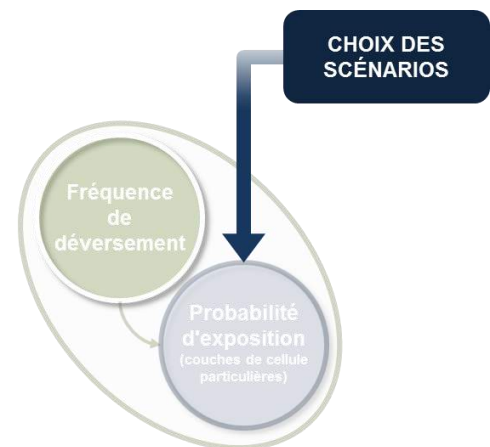 CHOIX DES
SCÉNARIOS
Fréquence
de
déversement
Probabilité
d'exposition
(couches de cellule
particulières)